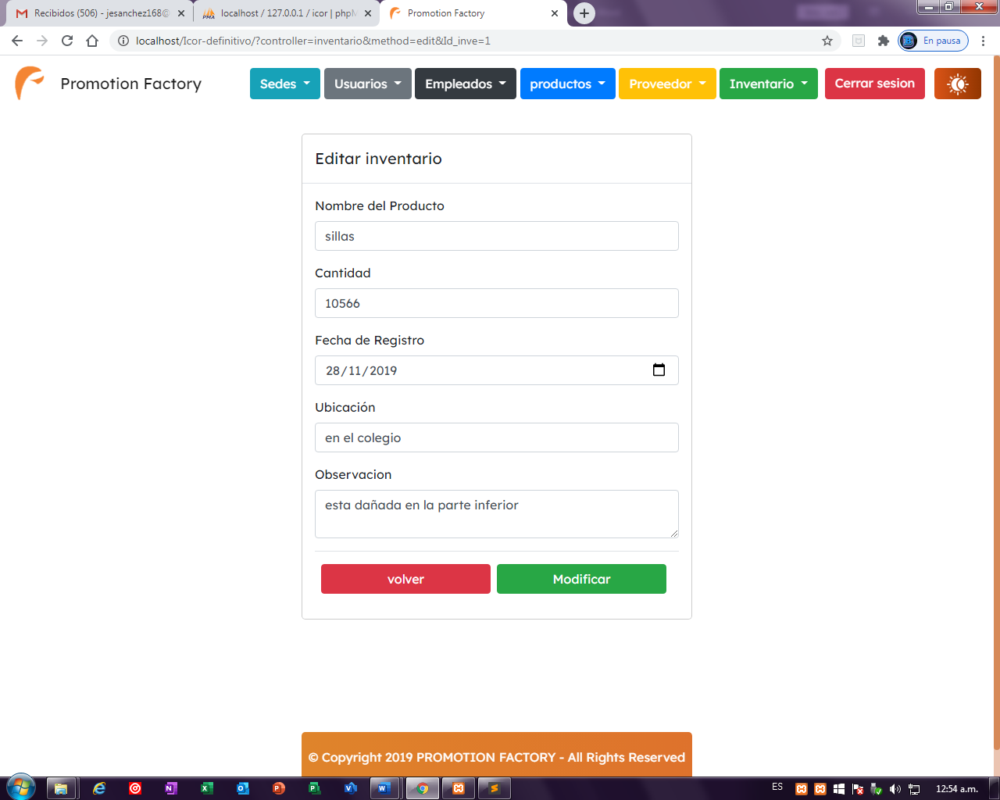 Recibidos (506) - jesanchez168@
localhost / 127.0.0.1 / icor | phpM
Promotion Factory
localhost/Icor-definitivo/?controller=inventario&method=edit&Id_inve=1
En pausa
Promotion Factory
Sedes
Usuarios
Empleados
productos
Proveedor
Inventario
Cerrar sesion
Editar inventario
Nombre del Producto
sillas
Cantidad
10566
Fecha de Registro
28/11/2019
Ubicación
en el colegio
Observacion
esta dañada en la parte inferior
volver
Modificar
© Copyright 2019 PROMOTION FACTORY - All Rights Reserved
ES
12:54 a.m.